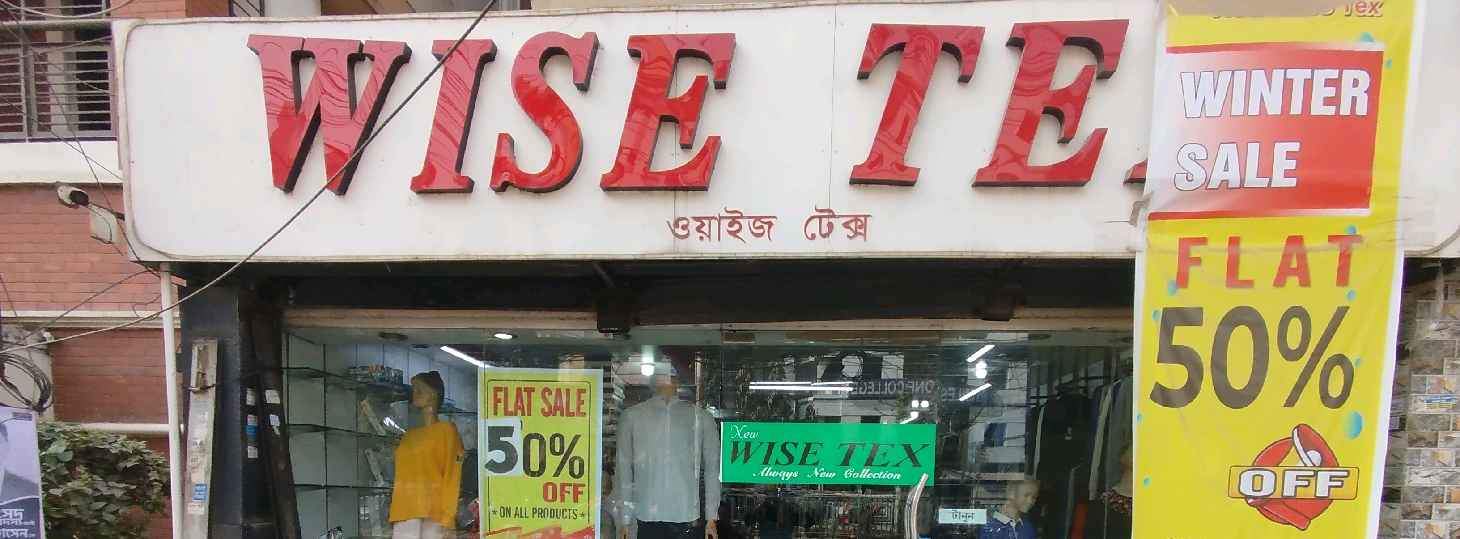 WISE TE
ওয়াইজ টেক্স
Tex
WINTER
SALE
FLAT
50%
OFF
FLAT SALE
50%
OFF
*ON ALL PRODUCTS*
New
WISE TEX
Always New Collection
টানুন